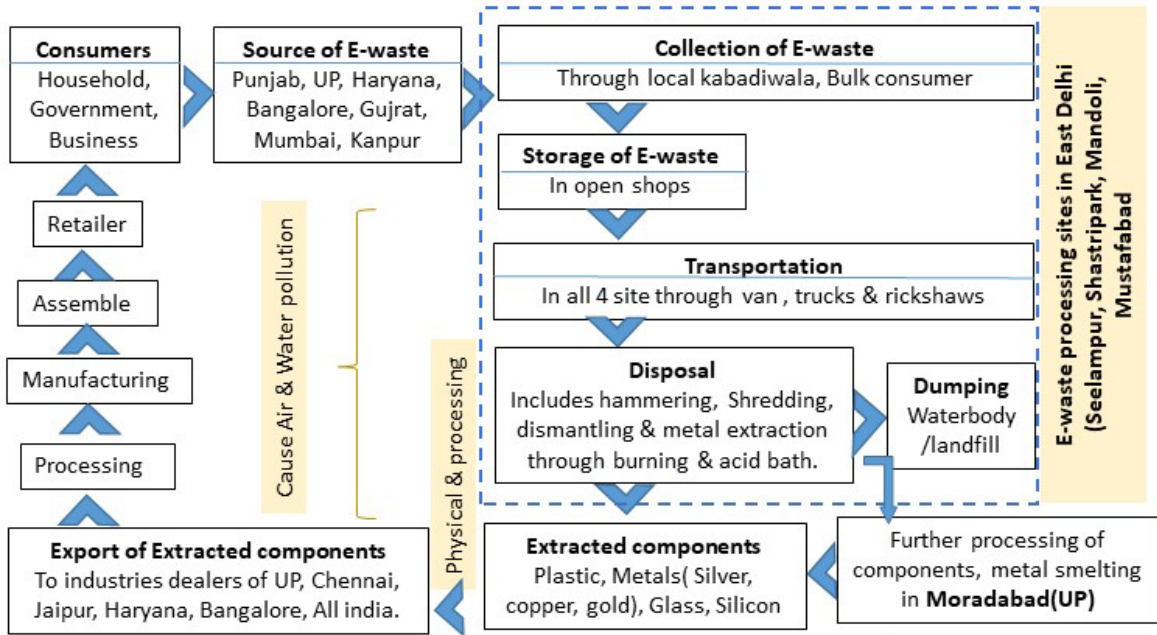 Consumers
Household,
Government,
Business
Source of E-waste
Punjab, UP, Haryana,
Bangalore, Gujrat,
Mumbai, Kanpur
Collection of E-waste
Through local kabadiwala, Bulk consumer
Storage of E-waste
In open shops
Transportation
In all 4 site through van , trucks & rickshaws
Disposal
Includes hammering, Shredding,
dismantling & metal extraction
through burning & acid bath.
Dumping
Waterbody
/landfill
E-waste processing sites in East Delhi
(Seelampur, Shastripark, Mandoli,
Mustafabad
Further processing of
components, metal smelting
in Moradabad(UP)
Extracted components
Plastic, Metals( Silver,
copper, gold), Glass, Silicon
Physical & processing
Cause Air & Water pollution
Export of Extracted components
To industries dealers of UP, Chennai,
Jaipur, Haryana, Bangalore, All india.
Processing
Manufacturing
Assemble
Retailer